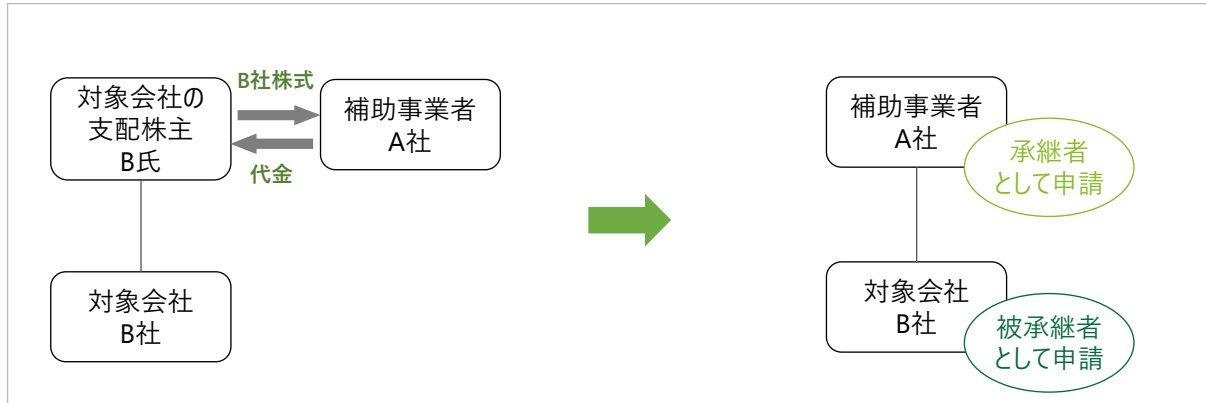 対象会社の
支配株主
B氏
B社株式
代金
補助事業者
A社
対象会社
B社
補助事業者
A社
承継者
として申請
対象会社
B社
被承継者
として申請